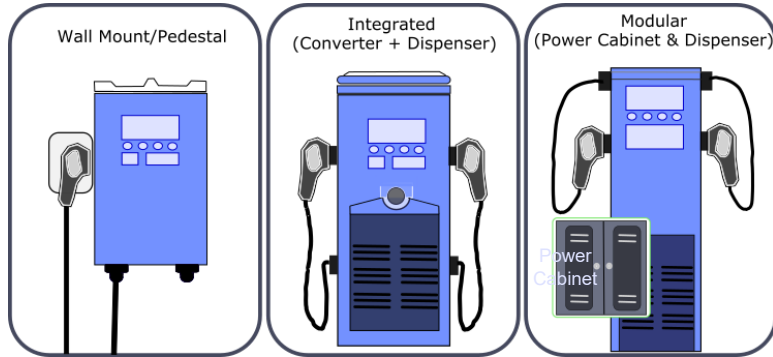 Wall Mount/Pedestal
Integrated
(Converter + Dispenser)
Modular
(Power Cabinet & Dispenser)
Power
Cabinet